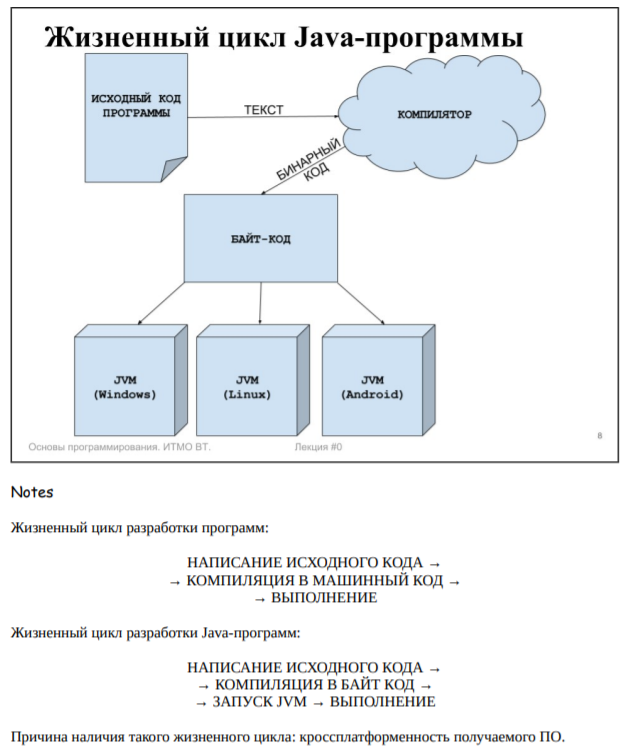 Жизненный цикл Java-программы
ИСХОДНЫЙ КОД
ПРОГРАММЫ
ТЕКСТ
КОМПИЛЯТОР
БИНАРНЫЙ
КОД
БАЙТ-КОД
JVM
(Windows)
JVM
(Linux)
JVM
(Android)
8
Основы программирования. ИТМО ВТ.
Лекция #0
Notes
Жизненный цикл разработки программ:
НАПИСАНИЕ ИСХОДНОГО КОДА →
→ КОМПИЛЯЦИЯ В МАШИННЫЙ КОД →
→ ВЫПОЛНЕНИЕ
Жизненный цикл разработки Java-программ:
НАПИСАНИЕ ИСХОДНОГО КОДА →
→ КОМПИЛЯЦИЯ В БАЙТ КОД →
→ ЗАПУСК JVM → ВЫПОЛНЕНИЕ
Причина наличия такого жизненного цикла: кроссплатформенность получаемого ПО.